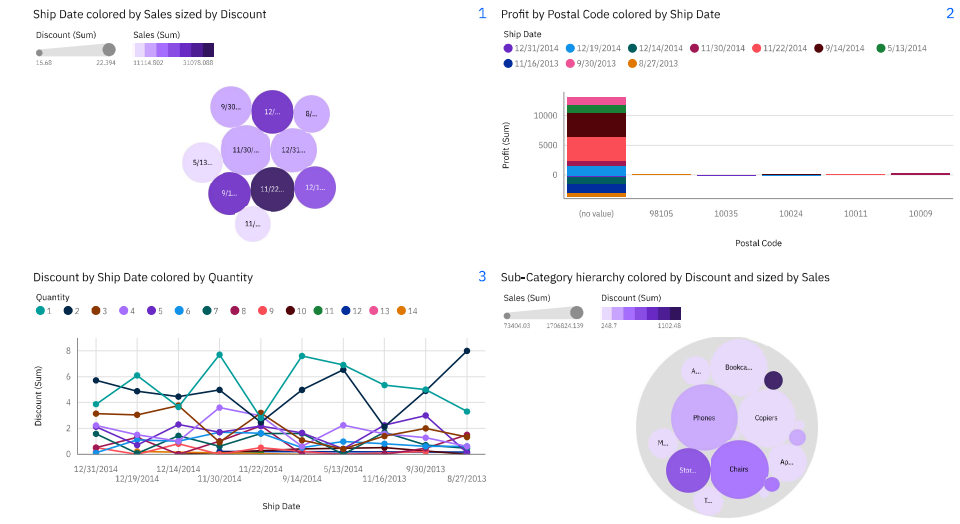 Ship Date colored by Sales sized by Discount
1
Discount (Sum)
Sales (Sum)
15.68
22.394
11114.802
31078.088
9/30...
12/...
8/...
11/30/...
12/31...
5/13...
9/1...
11/22...
12/1...
11/...
Profit by Postal Code colored by Ship Date
2
Ship Date
12/31/2014
12/19/2014
12/14/2014
11/30/2014
11/22/2014
9/14/2014
5/13/2014
11/16/2013
9/30/2013
8/27/2013
Profit (Sum)
10000
5000
0
(no value)
98105
10035
10024
10011
10009
Postal Code
Discount by Ship Date colored by Quantity
3
Quantity
1
2
3
4
5
6
7
8
9
10
11
12
13
14
Discount (Sum)
8
6
4
2
0
12/31/2014
12/19/2014
12/14/2014
11/30/2014
11/22/2014
9/14/2014
5/13/2014
11/16/2013
9/30/2013
8/27/2013
Ship Date
Sub-Category hierarchy colored by Discount and sized by Sales
Sales (Sum)
Discount (Sum)
73404.03
1706824.139
248.7
1102.48
A...
Bookca...
Phones
Copiers
M...
Stor...
Chairs
Ap...
T...